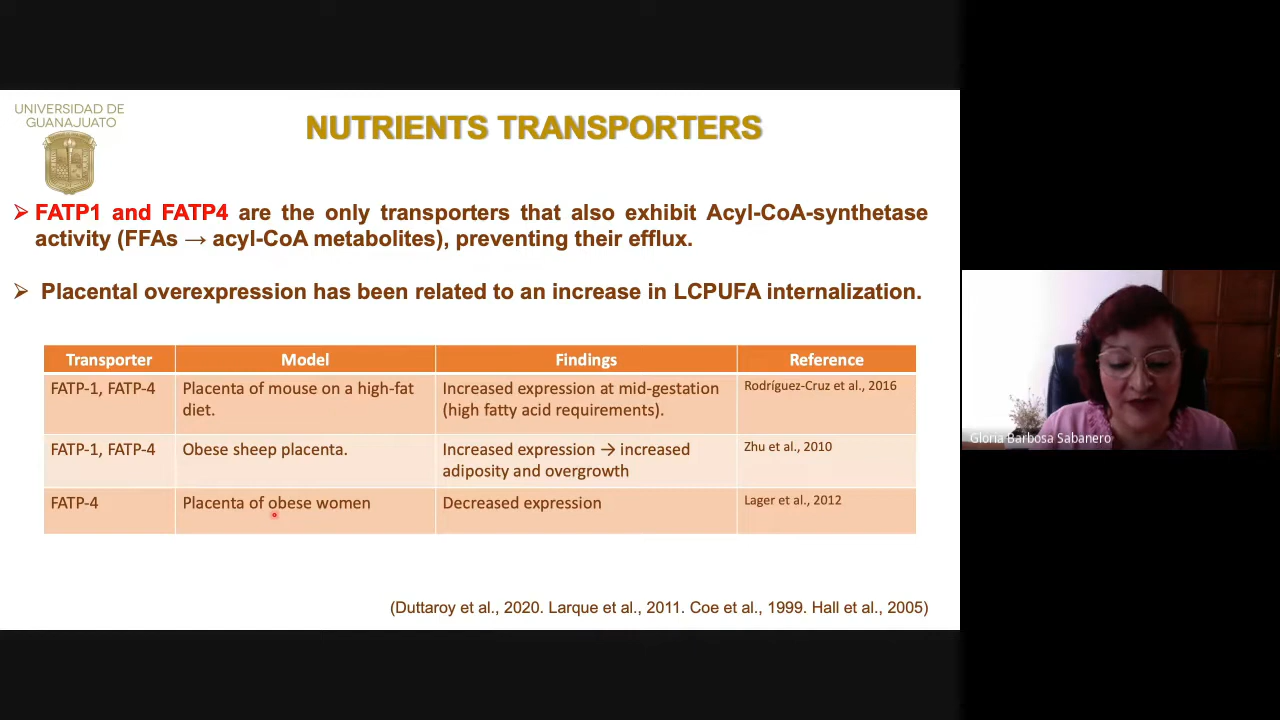 UNIVERSIDAD DE
GUANAJUATO
NUTRIENTS TRANSPORTERS
➢ FATP1 and FATP4 are the only transporters that also exhibit Acyl-CoA-synthetase
activity (FFAs → acyl-CoA metabolites), preventing their efflux.
➢ Placental overexpression has been related to an increase in LCPUFA internalization.
Transporter Model Findings Reference
FATP-1, FATP-4 Placenta of mouse on a high-fat Increased expression at mid-gestation Rodríguez-Cruz et al., 2016
diet. (high fatty acid requirements).
FATP-1, FATP-4 Obese sheep placenta. Increased expression → increased Zhu et al., 2010
adiposity and overgrowth
FATP-4 Placenta of obese women Decreased expression Lager et al., 2012
(Duttaroy et al., 2020. Larque et al., 2011. Coe et al., 1999. Hall et al., 2005)
Gloria Barbosa Sabanero